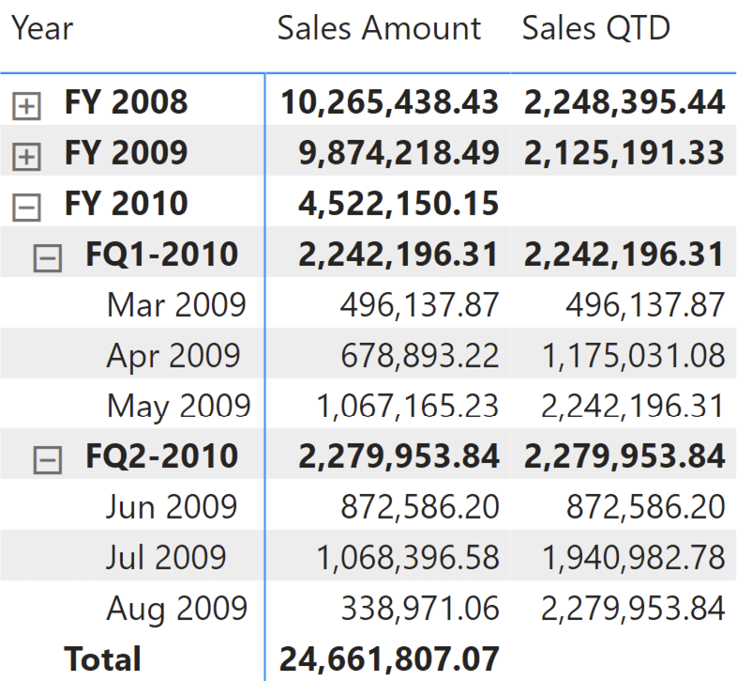 Year Sales Amount Sales QTD
FY 2008 10,265,438.43 2,248,395.44
FY 2009 9,874,218.49 2,125,191.33
FY 2010 4,522,150.15
FQ1-2010 2,242,196.31 2,242,196.31
Mar 2009 496,137.87 496,137.87
Apr 2009 678,893.22 1,175,031.08
May 2009 1,067,165.23 2,242,196.31
FQ2-2010 2,279,953.84 2,279,953.84
Jun 2009 872,586.20 872,586.20
Jul 2009 1,068,396.58 1,940,982.78
Aug 2009 338,971.06 2,279,953.84
Total 24,661,807.07